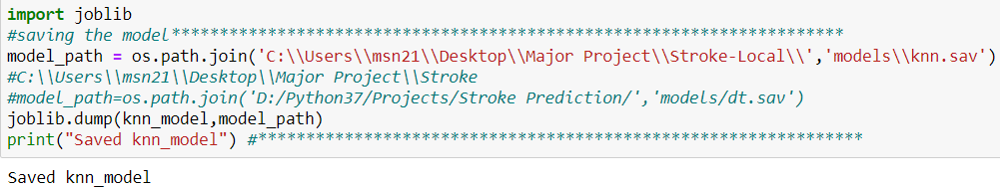 import joblib
#saving the model********************************************************************
model_path = os.path.join('C:\\Users\\msn21\\Desktop\\Major Project\\Stroke-Local\\','models\\knn.sav')
#C:\\Users\\msn21\\Desktop\\Major Project\\Stroke
#model_path=os.path.join('D:/Python37/Projects/Stroke Prediction/','models/dt.sav')
joblib.dump(knn_model,model_path)
print("Saved knn_model") #*************************************************************
Saved knn_model